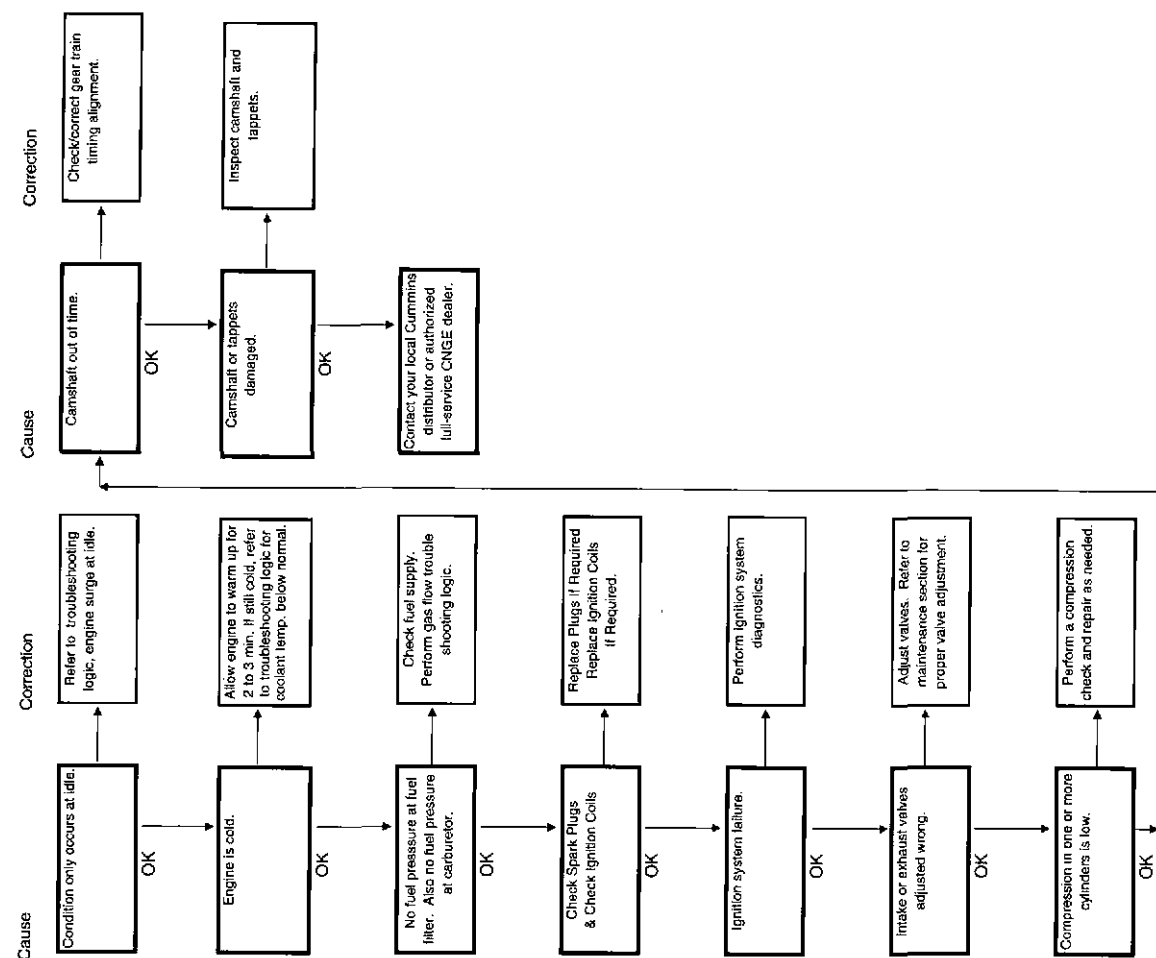 Cause
Correction
Condition only occurs at idle.
Refer to troubleshooting
logic, engine surge at idle.
OK
Engine is cold.
Allow engine to warm up for
2 to 3 min. If still cold, refer
to troubleshooting logic for
coolant temp. below normal.
OK
No fuel presssure at fuel
filter. Also no fuel pressure
at carburetor.
Check fuel supply.
Perform gas flow trouble
shooting logic.
OK
Check Spark Plugs
& Check Ignition Coils
Replace Plugs If Required
Replace Ignition Coils
If Required.
OK
Ignition system failure.
Perform Ignition system
diagnostics.
OK
Intake or exhaust valves
adjusted wrong.
Adjust valves. Refer to
maintenance section for
proper valve adjustment.
OK
Compression in one or more
cylinders is low.
Perform a compression
check and repair as needed.
OK
Cause
Correction
Camshaft out of time.
Check/correct gear train
timing alignment.
OK
Camshaft or tappets
damaged.
Inspect camshaft and
tappets.
OK
Contact your local Cummins
distributor or authorized
full-service CNGE dealer.